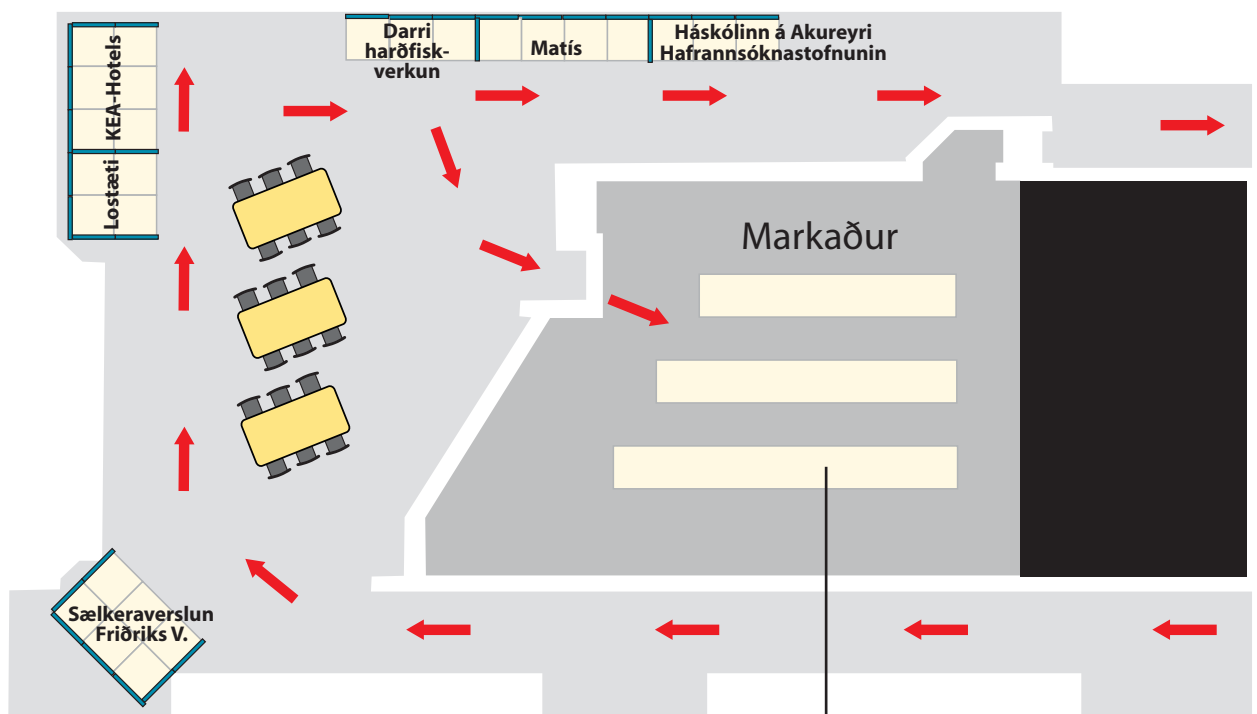 Darri
harðfisk-
verkun
Matís
Háskólinn á Akureyri
Hafrannsóknastofnunin
KEA-Hotels
Lostæti
Markaður
Sælkeraverslun
Friðriks V.